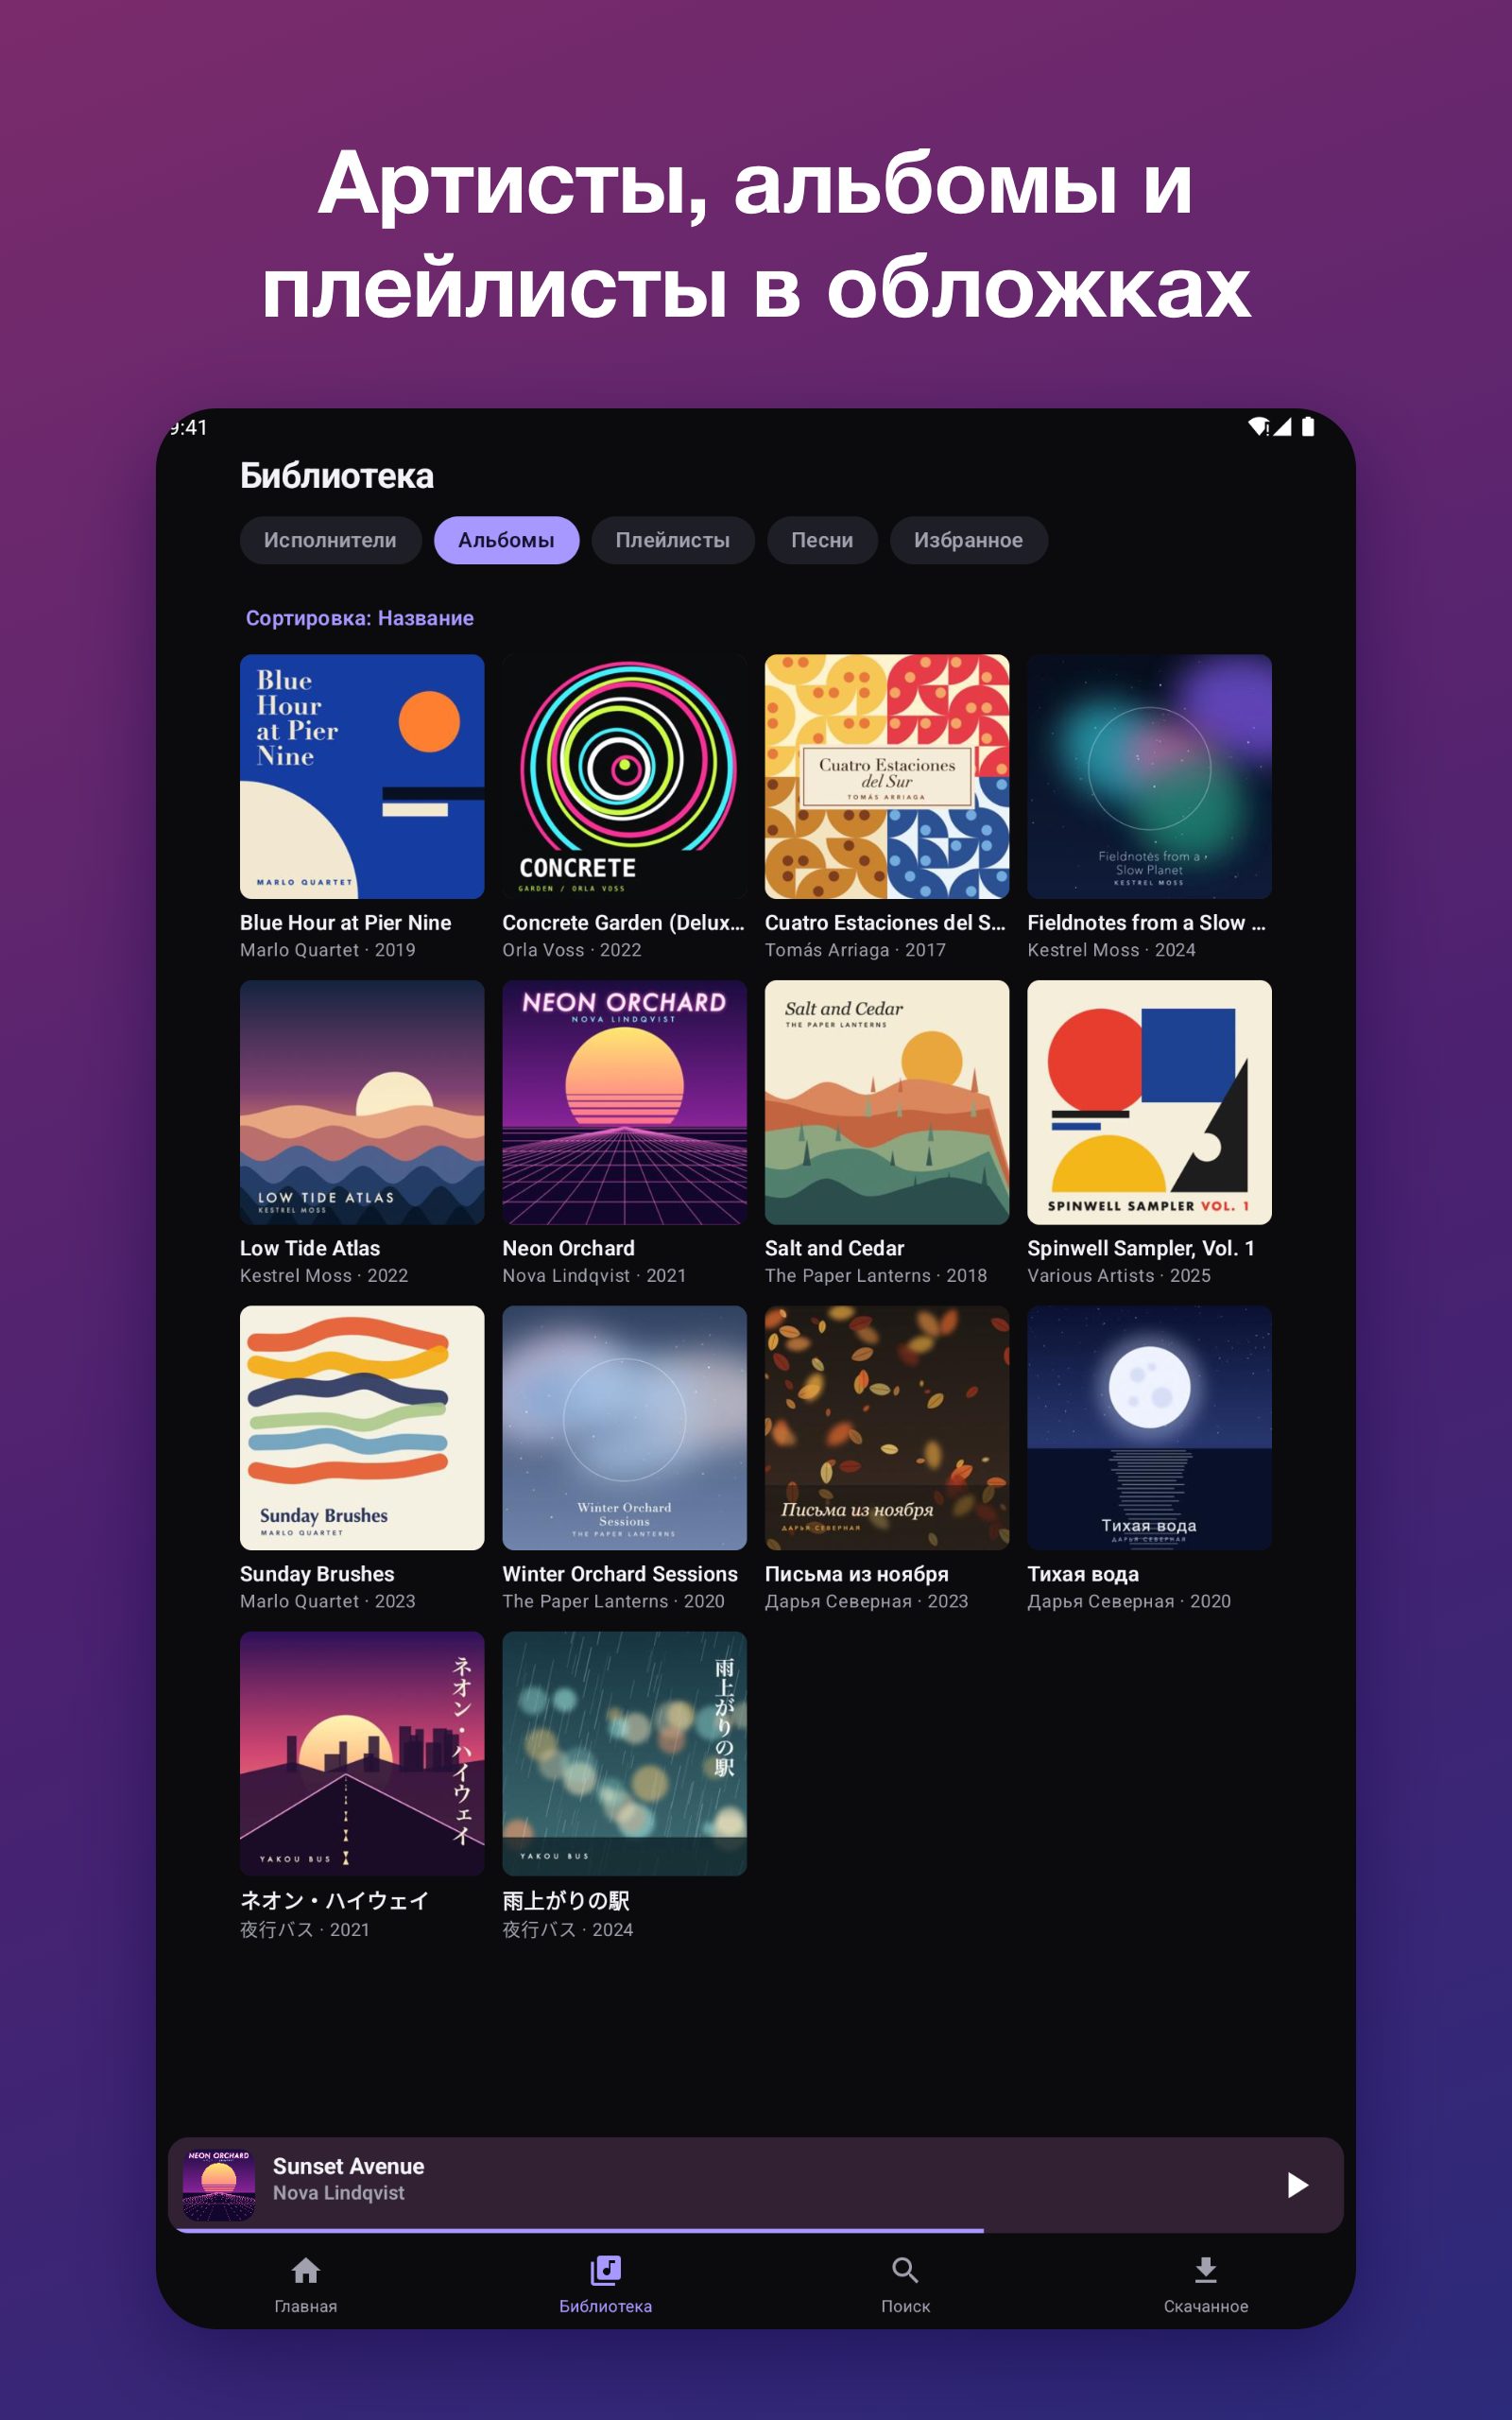 Артисты, альбомы и
плейлисты в обложках
9:41
Библиотека
Исполнители
Альбомы
Плейлисты
Песни
Избранное
Сортировка: Название
Blue
Hour
at Pier
Nine
MARLO QUARTET
CONCRETE
GARDEN / ORLA VOSS
Cuatro Estaciones
del Sur
TOMÁS ARRIAGA
Fieldnotes from a
Slow Planet
KESTREL MOSS
Blue Hour at Pier Nine
Marlo Quartet · 2019
Concrete Garden (Delux…
Orla Voss · 2022
Cuatro Estaciones del S…
Tomás Arriaga · 2017
Fieldnotes from a Slow …
Kestrel Moss · 2024
LOW TIDE ATLAS
KESTREL MOSS
NEON ORCHARD
NOVA LINDQVIST
Salt and Cedar
THE PAPER LANTERNS
SPINWELL SAMPLER VOL. 1
Low Tide Atlas
Kestrel Moss · 2022
Neon Orchard
Nova Lindqvist · 2021
Salt and Cedar
The Paper Lanterns · 2018
Spinwell Sampler, Vol. 1
Various Artists · 2025
Sunday Brushes
MARLO QUARTET
Winter Orchard
Sessions
THE PAPER LANTERNS
Письма из ноября
ДАРЬЯ СЕВЕРНАЯ
Тихая вода
ДАРЬЯ СЕВЕРНАЯ
Sunday Brushes
Marlo Quartet · 2023
Winter Orchard Sessions
The Paper Lanterns · 2020
Письма из ноября
Дарья Северная · 2023
Тихая вода
Дарья Северная · 2020
ネオン・ハイウェイ
YAKOU BUS
雨上がりの駅
YAKOU BUS
ネオン・ハイウェイ
夜行バス · 2021
雨上がりの駅
夜行バス · 2024
NEON ORCHARD
Sunset Avenue
Nova Lindqvist
Главная
Библиотека
Поиск
Скачанное